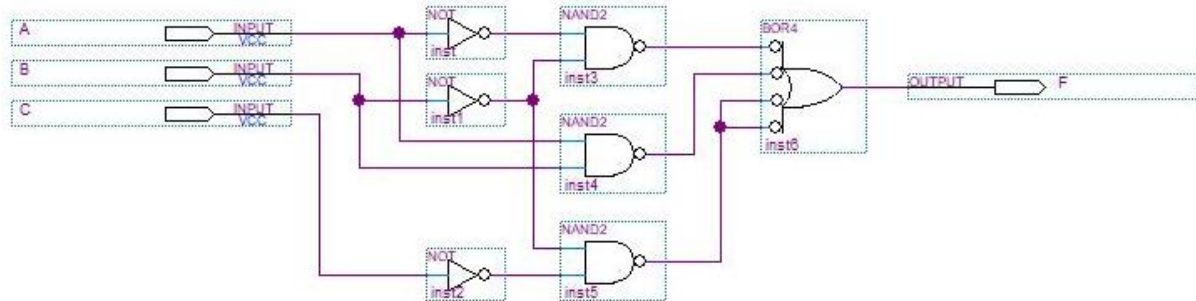 A INPUT VCC
B INPUT VCC
C INPUT VCC
NOT
inst
NOT
inst1
NOT
inst2
NAND2
inst3
NAND2
inst4
NAND2
inst5
BOR4
inst6
OUTPUT F